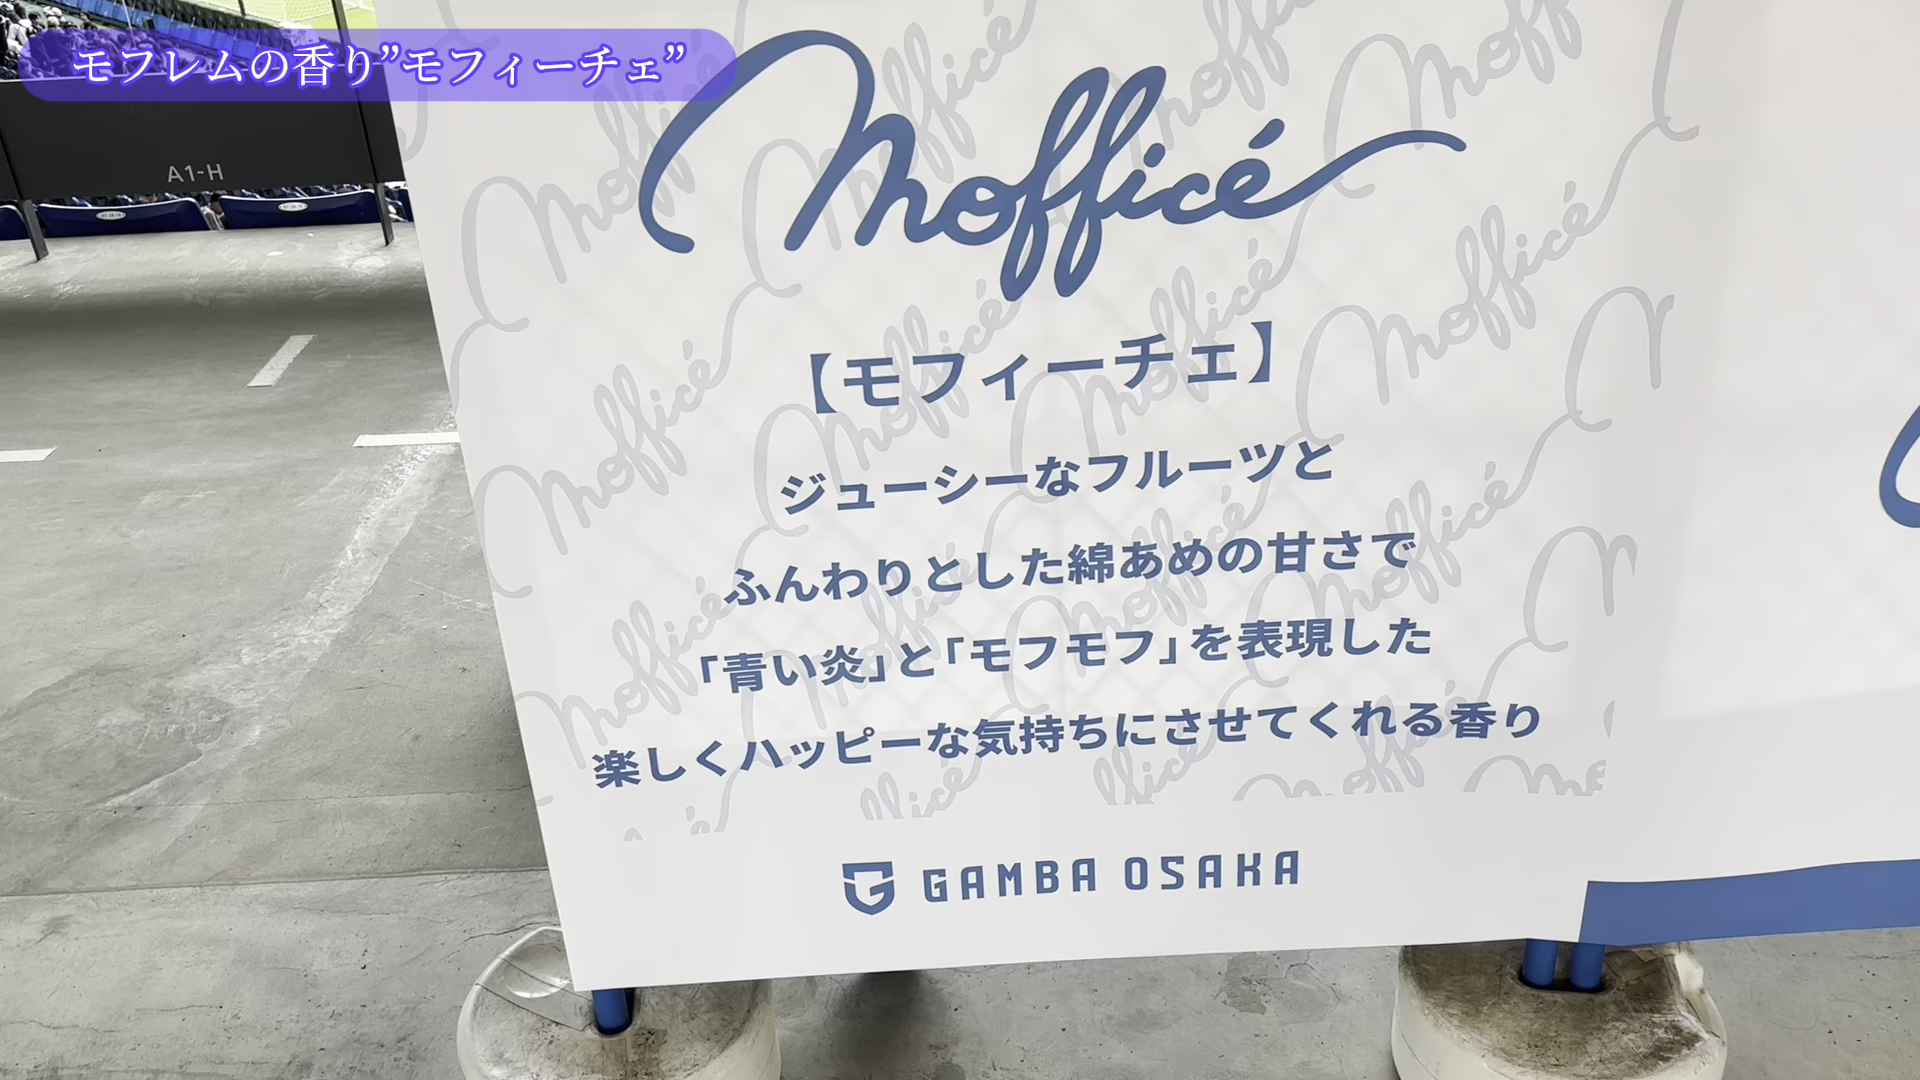 モフレムの香り”モフィーチェ”
A1-H
Mofficé
【モフィーチェ】
ジューシーなフルーツと
ふんわりとした綿あめの甘さで
「青い炎」と「モフモフ」を表現した
楽しくハッピーな気持ちにさせてくれる香り
GAMBA OSAKA